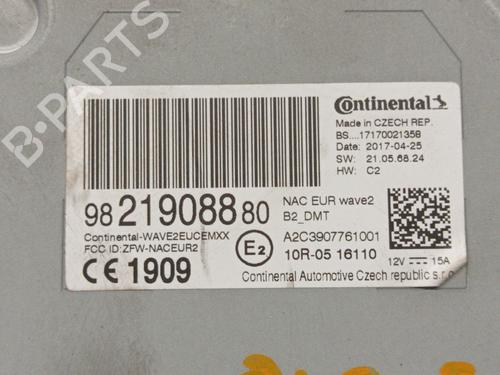 B-PARTS
Continental
Made in CZECH REP.
BS....17170021358
Date: 2017-04-25
SW: 21.05.68.24
HW: C2
98 219088 80
NAC EUR wave2
B2_DMT
Continental-WAVE2EUCEMXX
FCC ID:ZFW-NACEUR2
CE 1909
E2
A2C3907761001
10R-05 16110
12V 15A
Continental Automotive Czech republic s.r.o